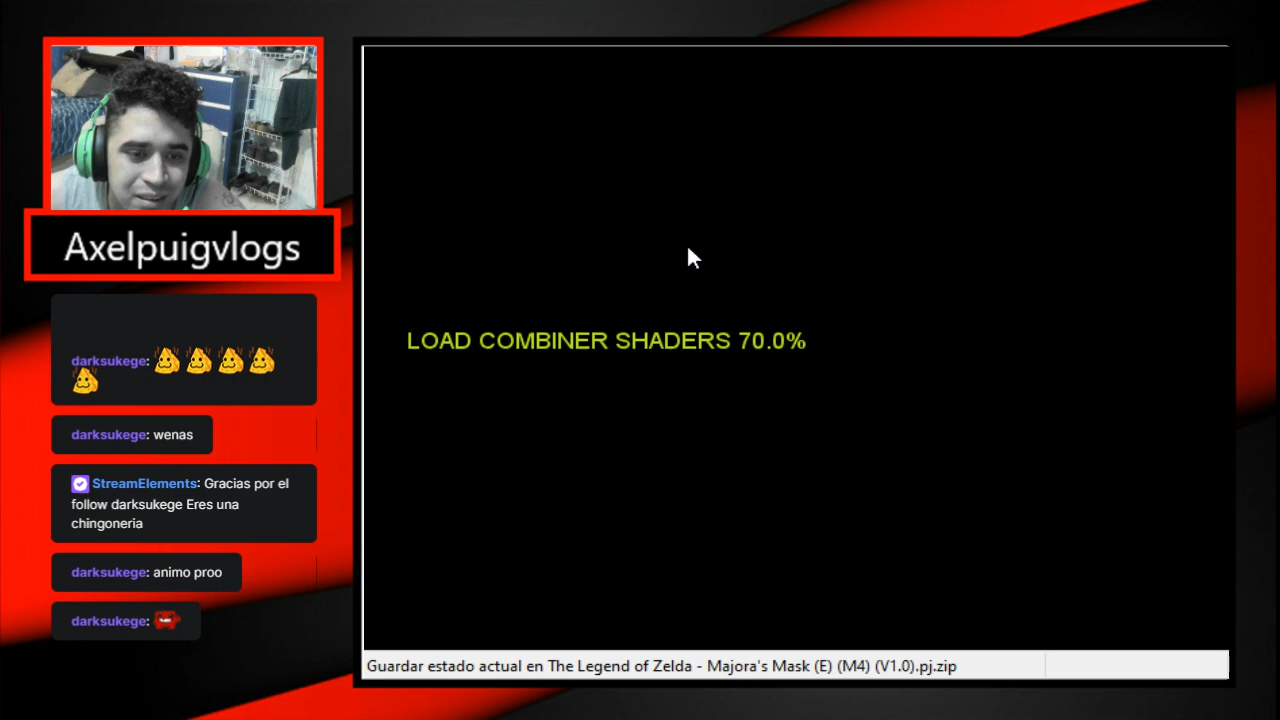 Axelpuigvlogs
darksukege:
darksukege: wenas
StreamElements: Gracias por el
follow darksukege Eres una
chingoneria
darksukege: animo proo
darksukege:
LOAD COMBINER SHADERS 70.0%
Guardar estado actual en The Legend of Zelda - Majora's Mask (E) (M4) (V1.0).pj.zip